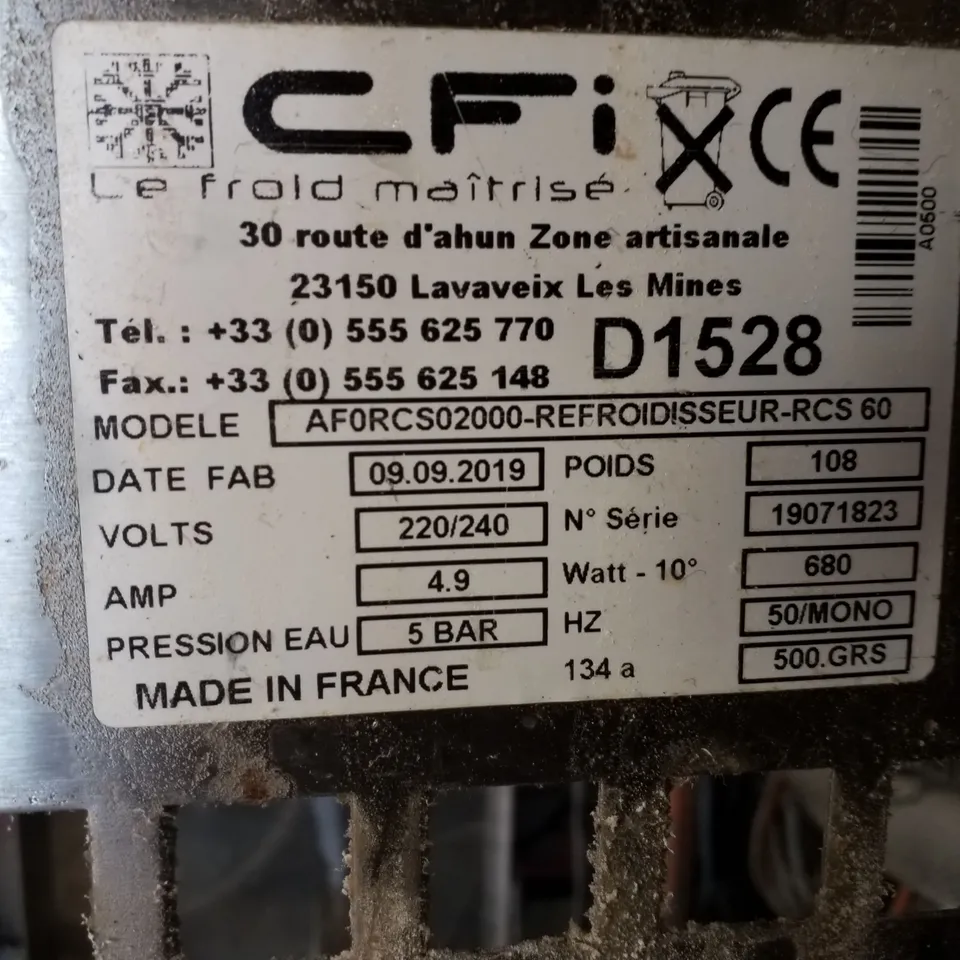 CFi
Le froid maîtrisé
CE
A0500
30 route d'ahun Zone artisanale
23150 Lavaveix Les Mines
Tél. : +33 (0) 555 625 770
Fax.: +33 (0) 555 625 148
D1528
MODELE AF0RCS02000-REFROIDISSEUR-RCS 60
DATE FAB 09.09.2019 POIDS 108
VOLTS 220/240 N° Série 19071823
AMP 4.9 Watt - 10° 680
PRESSION EAU 5 BAR HZ 50/MONO
MADE IN FRANCE 134 a 500.GRS